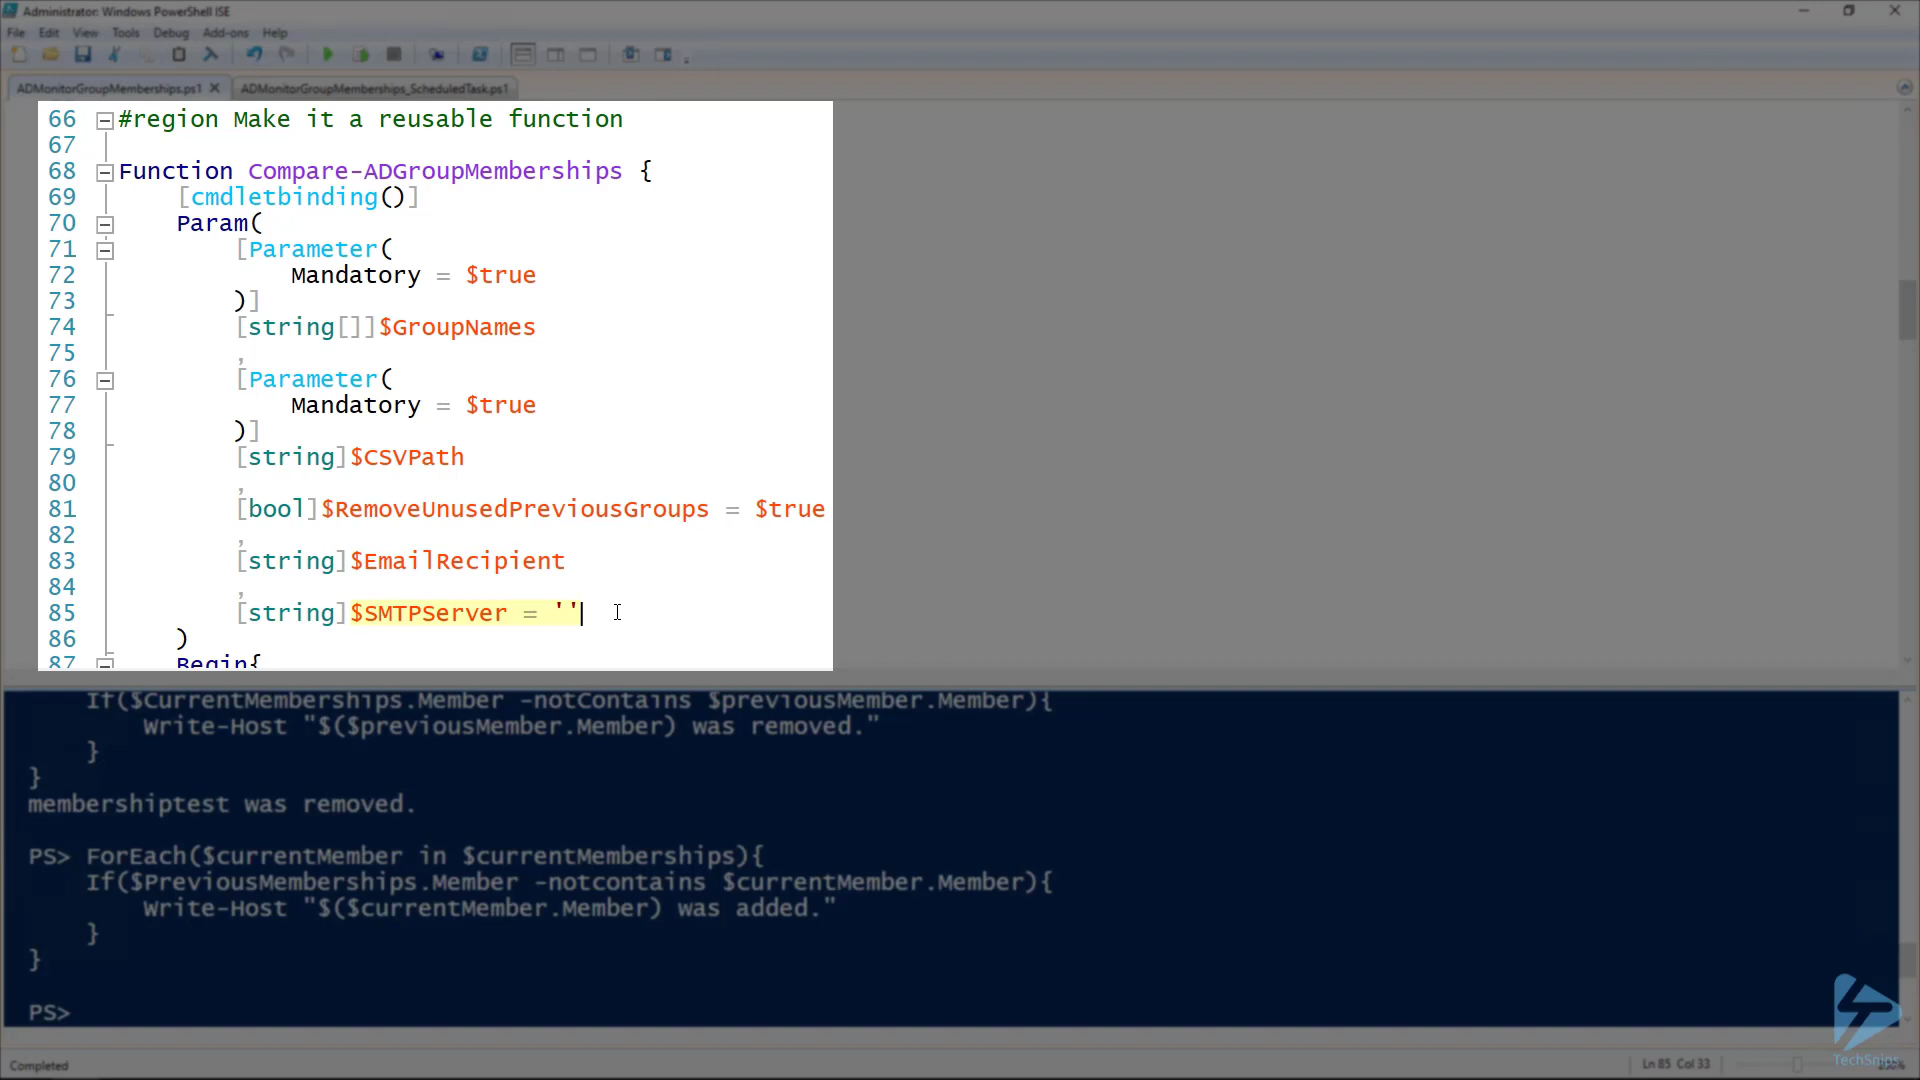 Administrator: Windows PowerShell ISE
File Edit View Tools Debug Add-ons Help
ADMonitorGroupMemberships.ps1 ADMonitorGroupMemberships_ScheduledTask.ps1
66 #region Make it a reusable function
67
68 Function Compare-ADGroupMemberships {
69 [cmdletbinding()]
70 Param(
71 [Parameter(
72 Mandatory = $true
73 )]
74 [string[]]$GroupNames
75 ,
76 [Parameter(
77 Mandatory = $true
78 )]
79 [string]$CSVPath
80 ,
81 [bool]$RemoveUnusedPreviousGroups = $true
82 ,
83 [string]$EmailRecipient
84 ,
85 [string]$SMTPServer = ''
86 )
87 Begin{
If($CurrentMemberships.Member -notContains $previousMember.Member){
Write-Host "$($previousMember.Member) was removed."
}
}
membershiptest was removed.
PS> ForEach($currentMember in $currentMemberships){
If($PreviousMemberships.Member -notcontains $currentMember.Member){
Write-Host "$($currentMember.Member) was added."
}
}
PS>
TechSnips
Completed Ln 85 Col 33